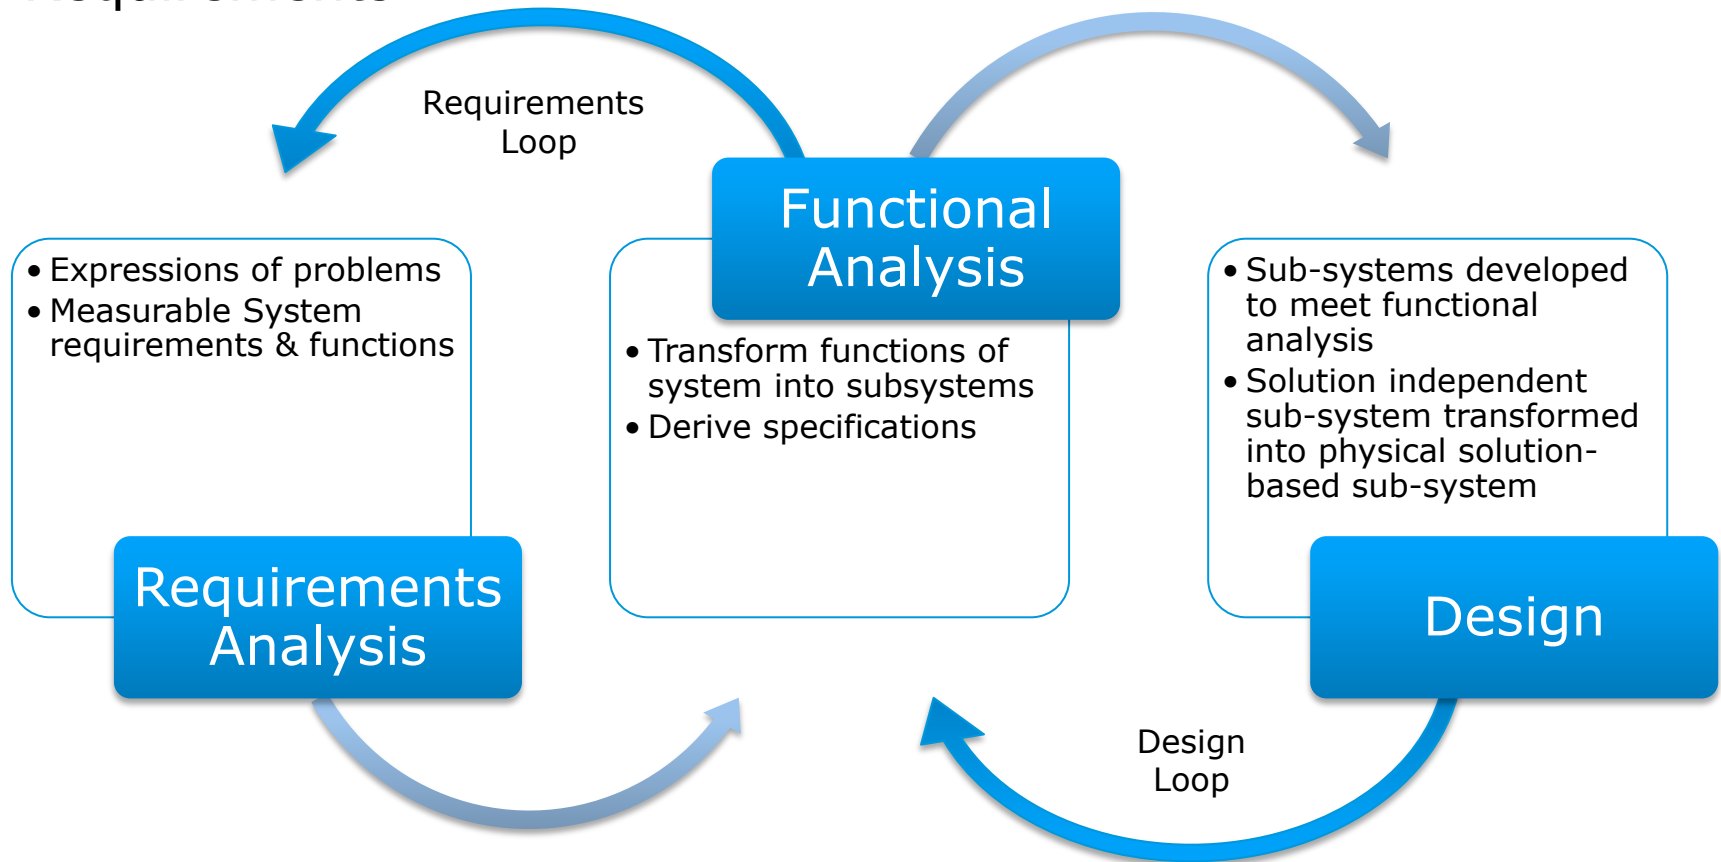 Requirements
Requirements
Loop
Functional
Analysis
• Expressions of problems
• Measurable System
requirements & functions
Requirements
Analysis
• Transform functions of
system into subsystems
• Derive specifications
• Sub-systems developed
to meet functional
analysis
• Solution independent
sub-system transformed
into physical solution-
based sub-system
Design
Design
Loop